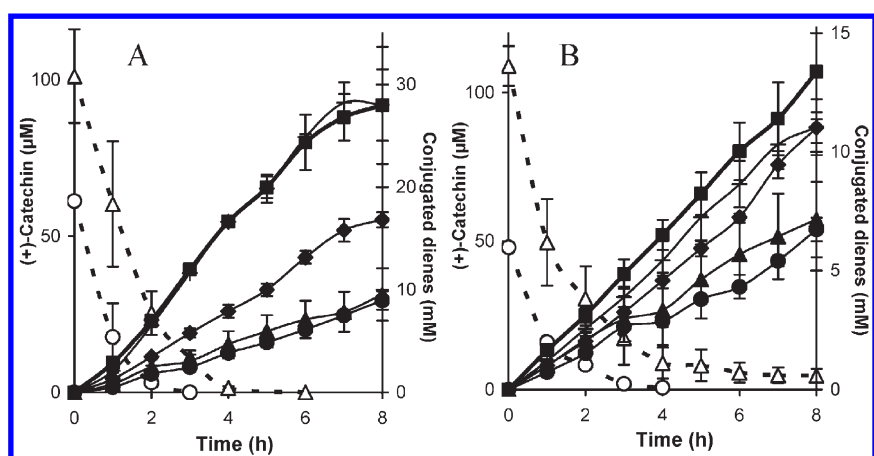 A
(+)-Catechin (µM)
100
50
0
30
20
10
0
Conjugated dienes (mM)
0 2 4 6 8
Time (h)
B
(+)-Catechin (µM)
100
50
0
15
10
5
0
Conjugated dienes (mM)
0 2 4 6 8
Time (h)